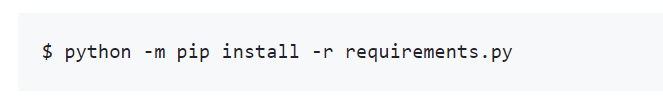 $ python -m pip install -r requirements.py